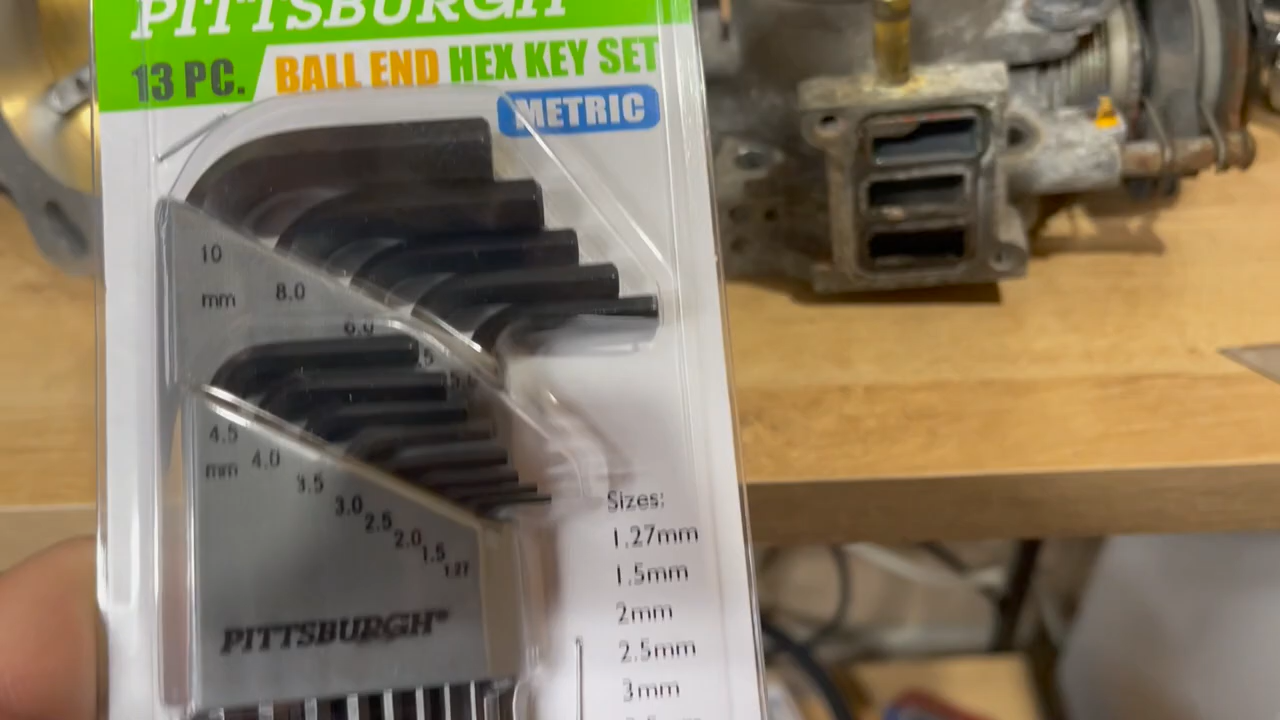 PITTSBURGH
13 PC. BALL END HEX KEY SET
METRIC
10
mm
8.0
6.0
4.5
mm
4.0
3.5
3.0
2.5
2.0
1.5
1.27
PITTSBURGH®
Sizes:
1.27mm
1.5mm
2mm
2.5mm
3mm